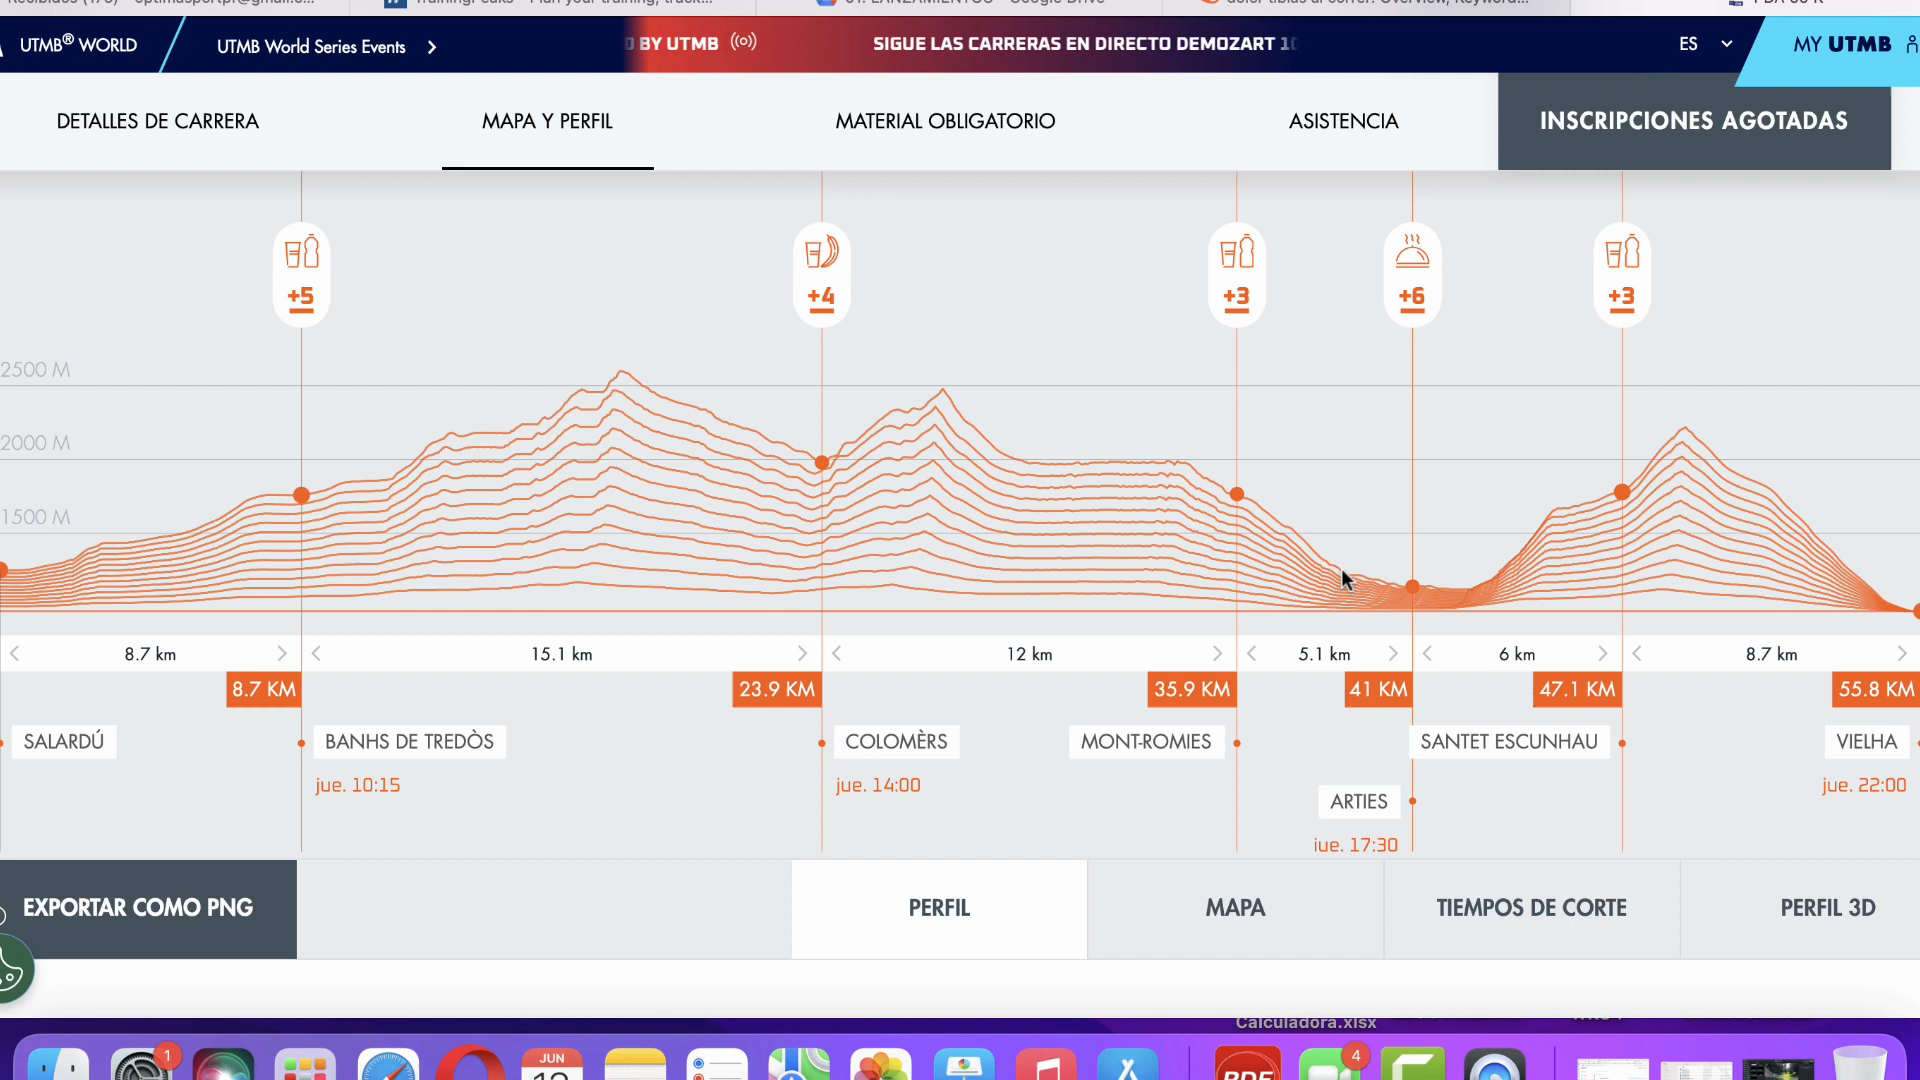 UTMB® WORLD
UTMB World Series Events
BY UTMB
SIGUE LAS CARRERAS EN DIRECTO DEMOZART
ES
MY UTMB
DETALLES DE CARRERA
MAPA Y PERFIL
MATERIAL OBLIGATORIO
ASISTENCIA
INSCRIPCIONES AGOTADAS
+5
+4
+3
+6
+3
2500 M
2000 M
1500 M
8.7 km
15.1 km
12 km
5.1 km
6 km
8.7 km
8.7 KM
23.9 KM
35.9 KM
41 KM
47.1 KM
55.8 KM
SALARDÚ
BANHS DE TREDÒS
COLOMÈRS
MONT-ROMIES
SANTET ESCUNHAU
VIELHA
jue. 10:15
jue. 14:00
jue. 22:00
ARTIES
jue. 17:30
EXPORTAR COMO PNG
PERFIL
MAPA
TIEMPOS DE CORTE
PERFIL 3D
Calculadora.xlsx
1
JUN
4
PDF